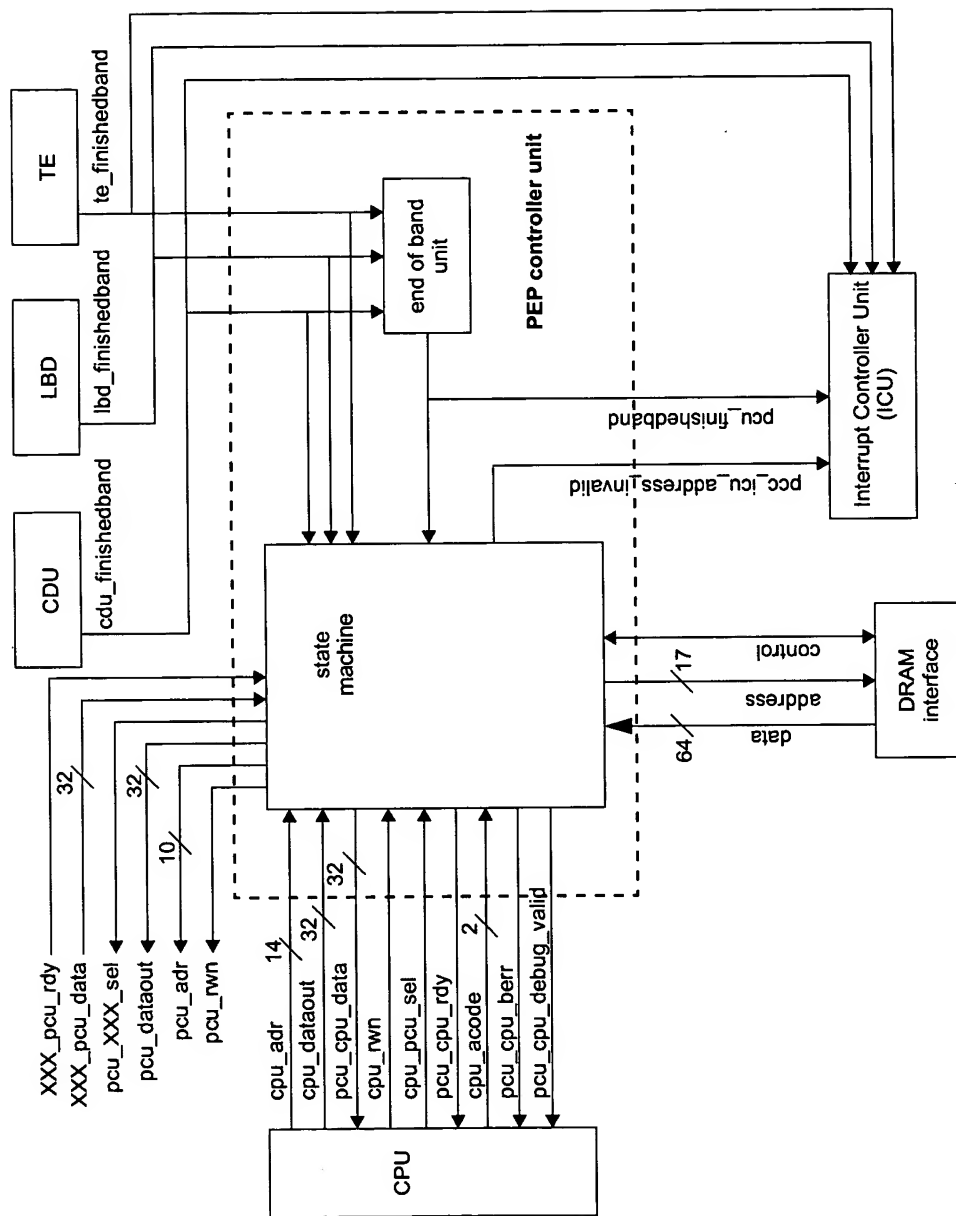 TE
te_finishedband
LBD
lbd_finishedband
CDU
cdu_finishedband
end of band
unit
PEP controller unit
Interrupt Controller Unit
(ICU)
pcu_finishedband
pcc_icu_address_invalid
state
machine
XXX_pcu_rdy
XXX_pcu_data
32
pcu_XXX_sel
pcu_dataout
32
pcu_adr
10
pcu_rwn
cpu_adr
14
cpu_dataout
32
pcu_cpu_data
32
cpu_rwn
cpu_pcu_sel
pcu_cpu_rdy
cpu_acode
2
pcu_cpu_berr
pcu_cpu_debug_valid
CPU
control
17
address
64
data
DRAM
interface